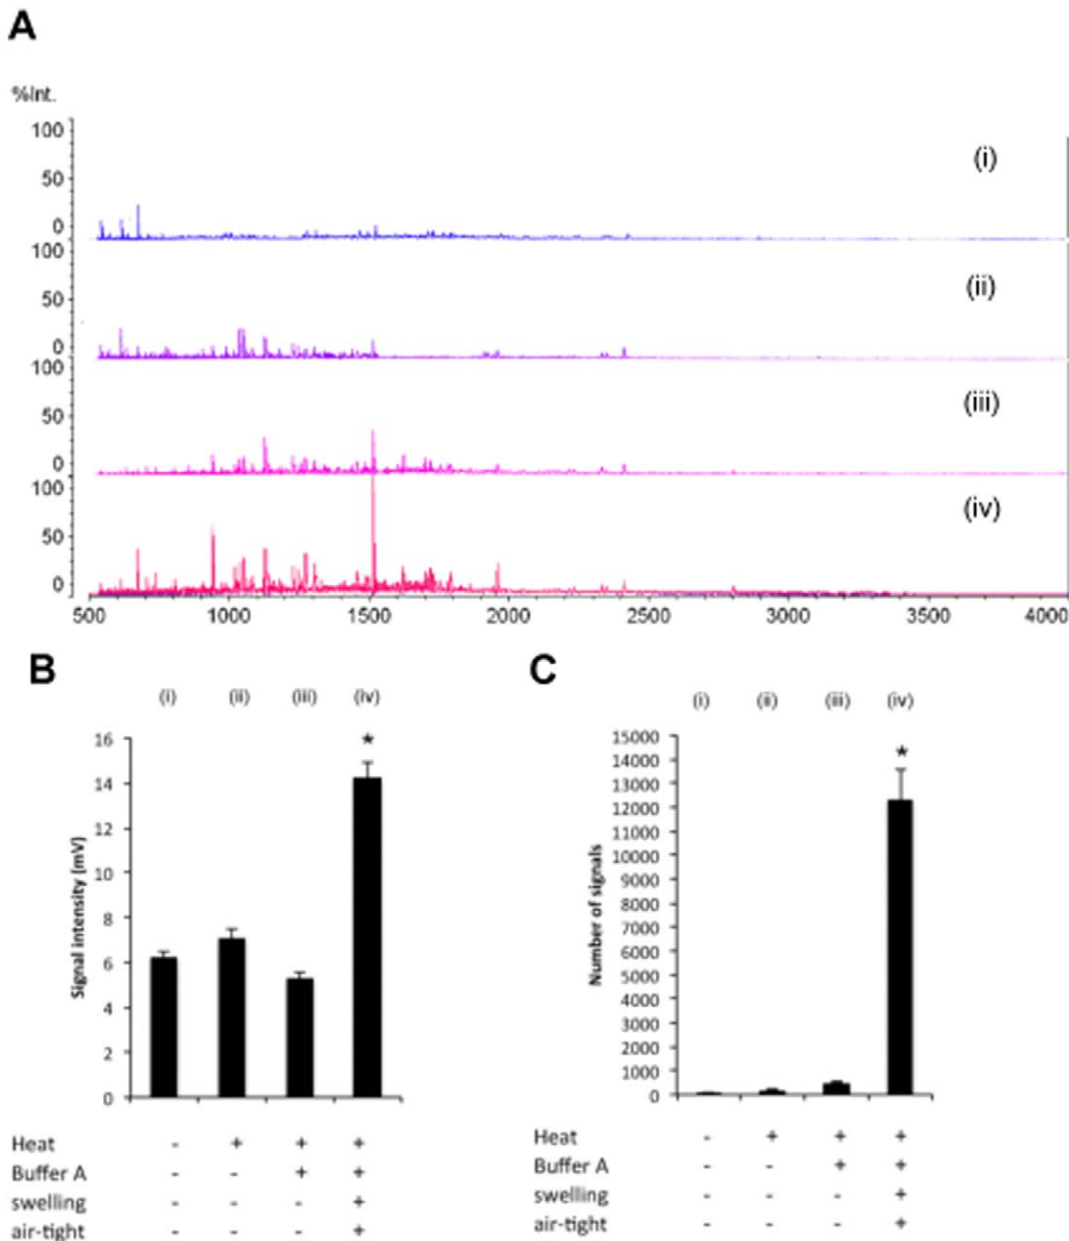 A
%Int.
100
50
0
(i)
100
50
0
(ii)
100
50
0
(iii)
100
50
0
(iv)
500 1000 1500 2000 2500 3000 3500 4000
B
(i) (ii) (iii) (iv)
Signal intensity (mV)
16
14
12
10
8
6
4
2
0
★
Heat - + + +
Buffer A - - + +
swelling - - - +
air-tight - - - +
C
(i) (ii) (iii) (iv)
Number of signals
15000
14000
13000
12000
11000
10000
9000
8000
7000
6000
5000
4000
3000
2000
1000
0
★
Heat - + + +
Buffer A - - + +
swelling - - - +
air-tight - - - +